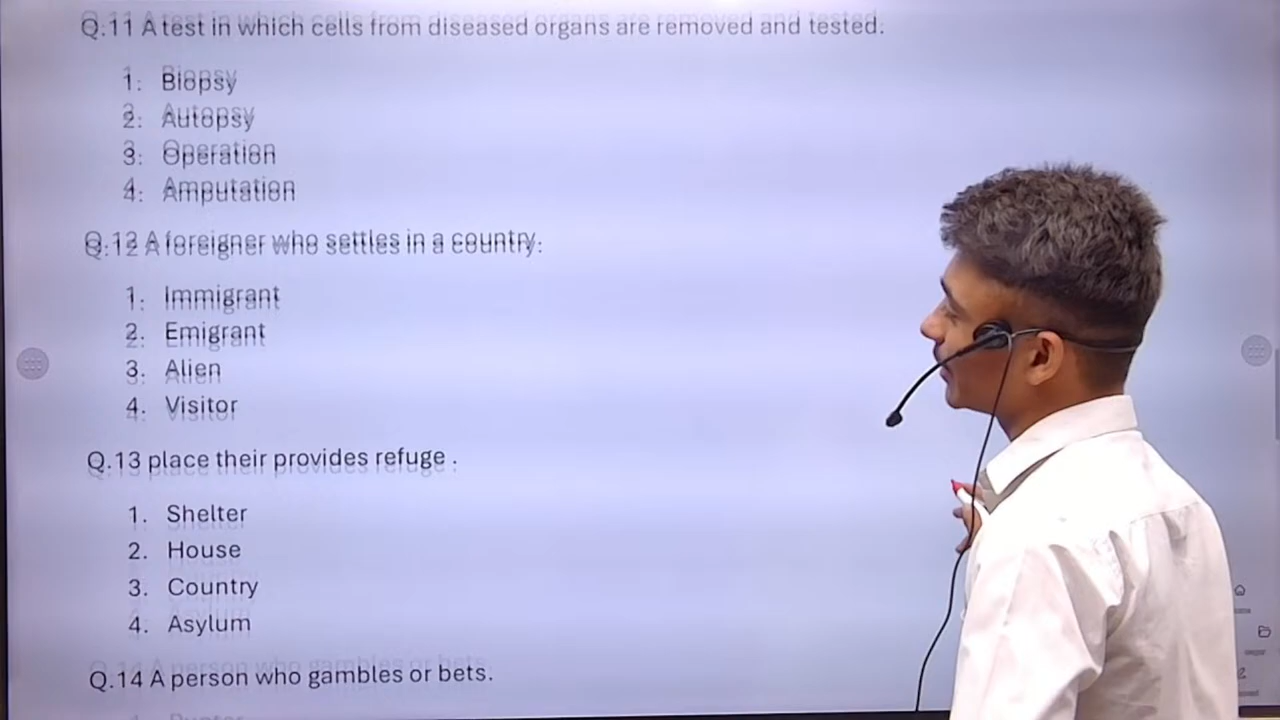 Q.11 A test in which cells from diseased organs are removed and tested.
1. Biopsy
2. Autopsy
3. Operation
4. Amputation
Q.12 A foreigner who settles in a country.
1. Immigrant
2. Emigrant
3. Alien
4. Visitor
Q.13 place their provides refuge .
1. Shelter
2. House
3. Country
4. Asylum
Q.14 A person who gambles or bets.